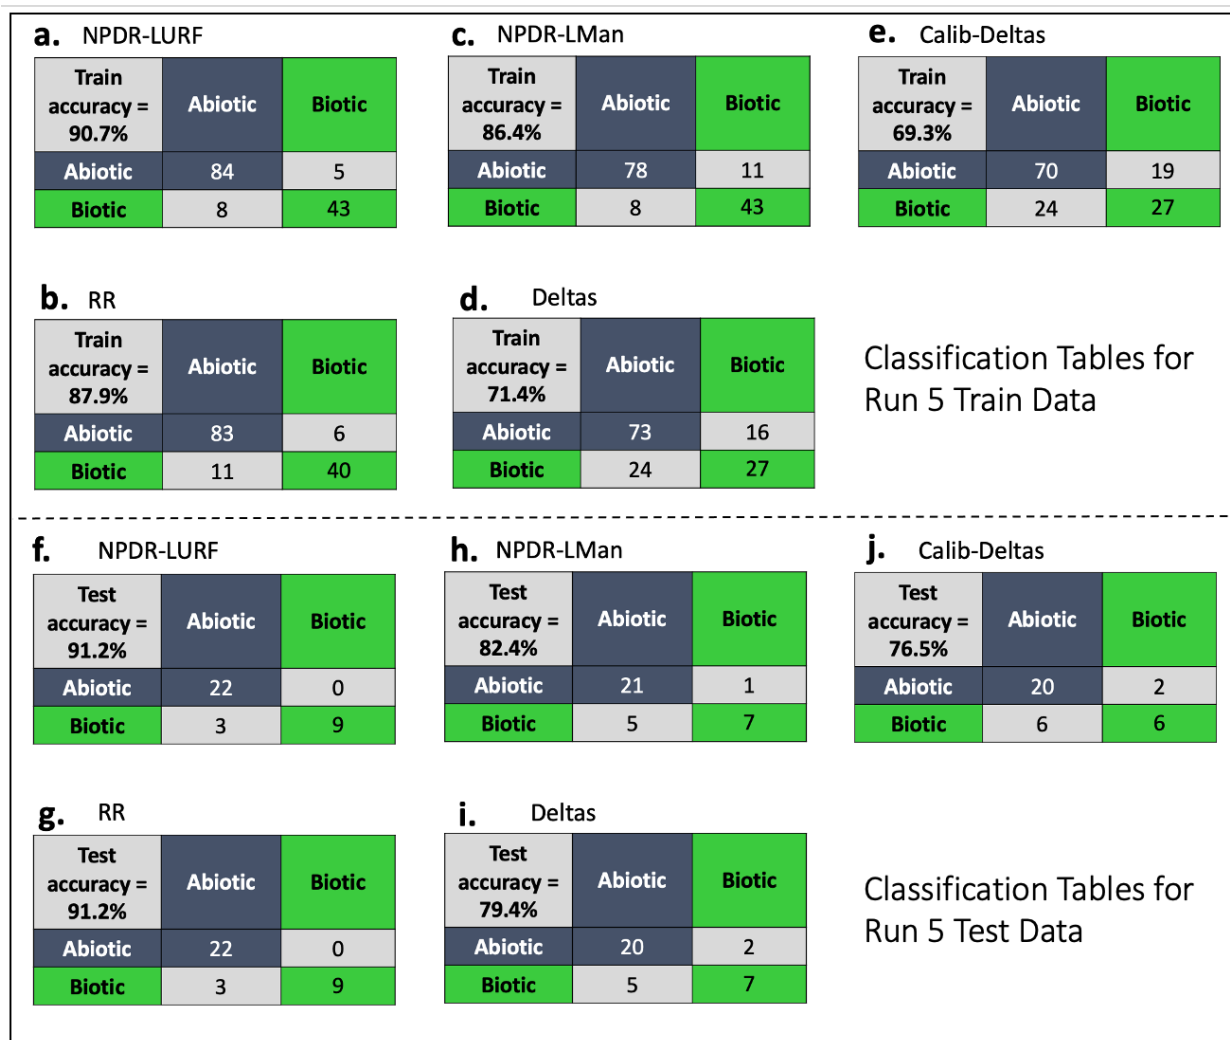 a. NPDR-LURF
Train
accuracy =
90.7%
Abiotic
Biotic
Abiotic 84 5
Biotic 8 43
c. NPDR-LMan
Train
accuracy =
86.4%
Abiotic
Biotic
Abiotic 78 11
Biotic 8 43
e. Calib-Deltas
Train
accuracy =
69.3%
Abiotic
Biotic
Abiotic 70 19
Biotic 24 27
b. RR
Train
accuracy =
87.9%
Abiotic
Biotic
Abiotic 83 6
Biotic 11 40
d. Deltas
Train
accuracy =
71.4%
Abiotic
Biotic
Abiotic 73 16
Biotic 24 27
Classification Tables for
Run 5 Train Data
f. NPDR-LURF
Test
accuracy =
91.2%
Abiotic
Biotic
Abiotic 22 0
Biotic 3 9
h. NPDR-LMan
Test
accuracy =
82.4%
Abiotic
Biotic
Abiotic 21 1
Biotic 5 7
j. Calib-Deltas
Test
accuracy =
76.5%
Abiotic
Biotic
Abiotic 20 2
Biotic 6 6
g. RR
Test
accuracy =
91.2%
Abiotic
Biotic
Abiotic 22 0
Biotic 3 9
i. Deltas
Test
accuracy =
79.4%
Abiotic
Biotic
Abiotic 20 2
Biotic 5 7
Classification Tables for
Run 5 Test Data